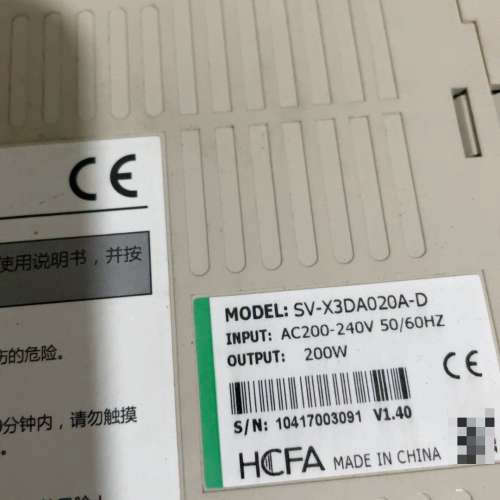 CE
使用说明书，并按
伤的危险。
分钟内，请勿触摸
MODEL: SV-X3DA020A-D
INPUT: AC200-240V 50/60HZ
OUTPUT: 200W
CE
S/N: 10417003091 V1.40
HCFA MADE IN CHINA